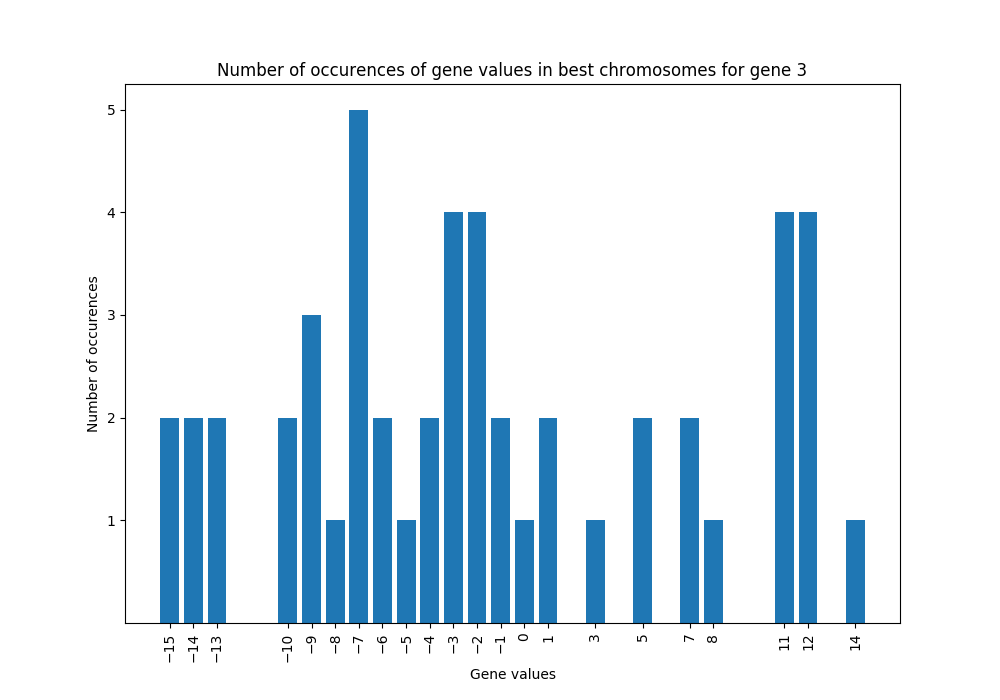 Number of occurences of gene values in best chromosomes for gene 3
5
4
3
2
1
Number of occurences
−15 −14 −13 −10 −9 −8 −7 −6 −5 −4 −3 −2 −1 0 1 3 5 7 8 11 12 14
Gene values